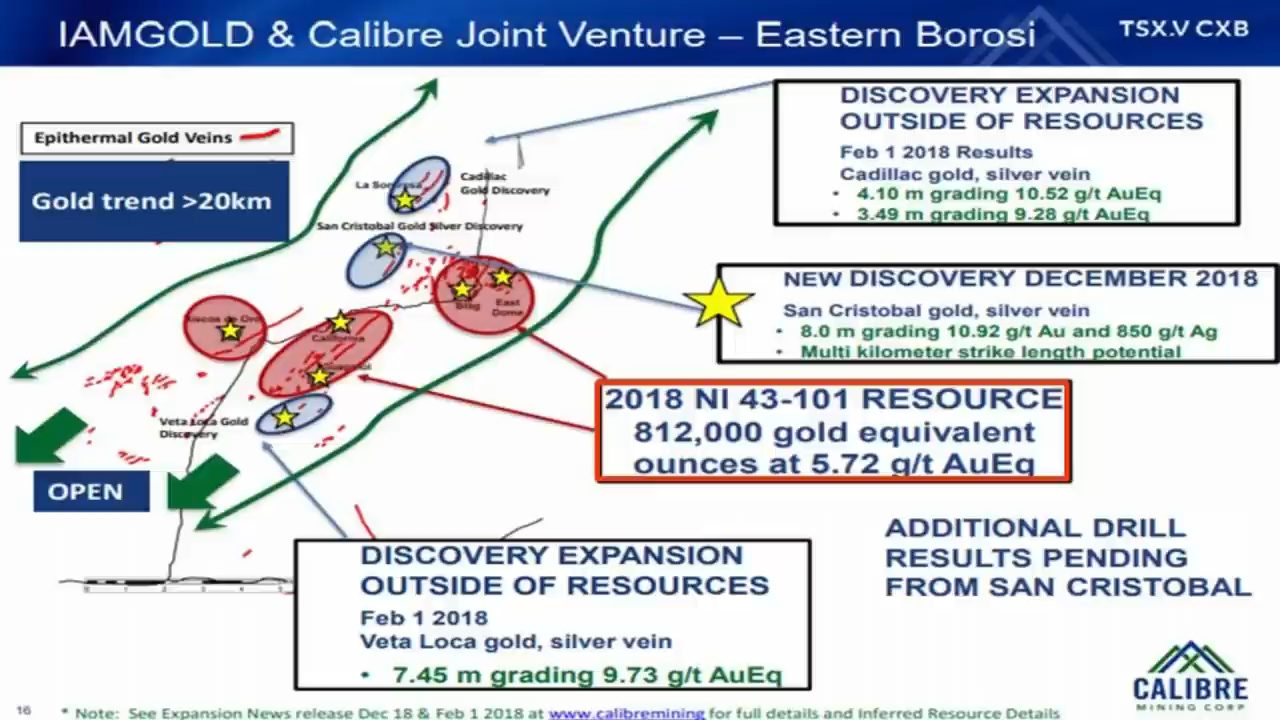 IAMGOLD & Calibre Joint Venture – Eastern Borosi
TSX.V CXB
Epithermal Gold Veins
Gold trend >20km
DISCOVERY EXPANSION
OUTSIDE OF RESOURCES
Feb 1 2018 Results
Cadillac gold, silver vein
• 4.10 m grading 10.52 g/t AuEq
• 3.49 m grading 9.28 g/t AuEq
Cadillac
Gold Discovery
La
San Cristobal Gold Silver Discovery
NEW DISCOVERY DECEMBER 2018
San Cristobal gold, silver vein
• 8.0 m grading 10.92 g/t Au and 850 g/t Ag
• Multi kilometer strike length potential
East
Dome
California
2018 NI 43-101 RESOURCE
812,000 gold equivalent
ounces at 5.72 g/t AuEq
Veta Loca Gold
Discovery
OPEN
DISCOVERY EXPANSION
OUTSIDE OF RESOURCES
Feb 1 2018
Veta Loca gold, silver vein
• 7.45 m grading 9.73 g/t AuEq
ADDITIONAL DRILL
RESULTS PENDING
FROM SAN CRISTOBAL
CALIBRE
MINING CORP
16
* Note: See Expansion News release Dec 18 & Feb 1 2018 at www.calibremining for full details and Inferred Resource Details